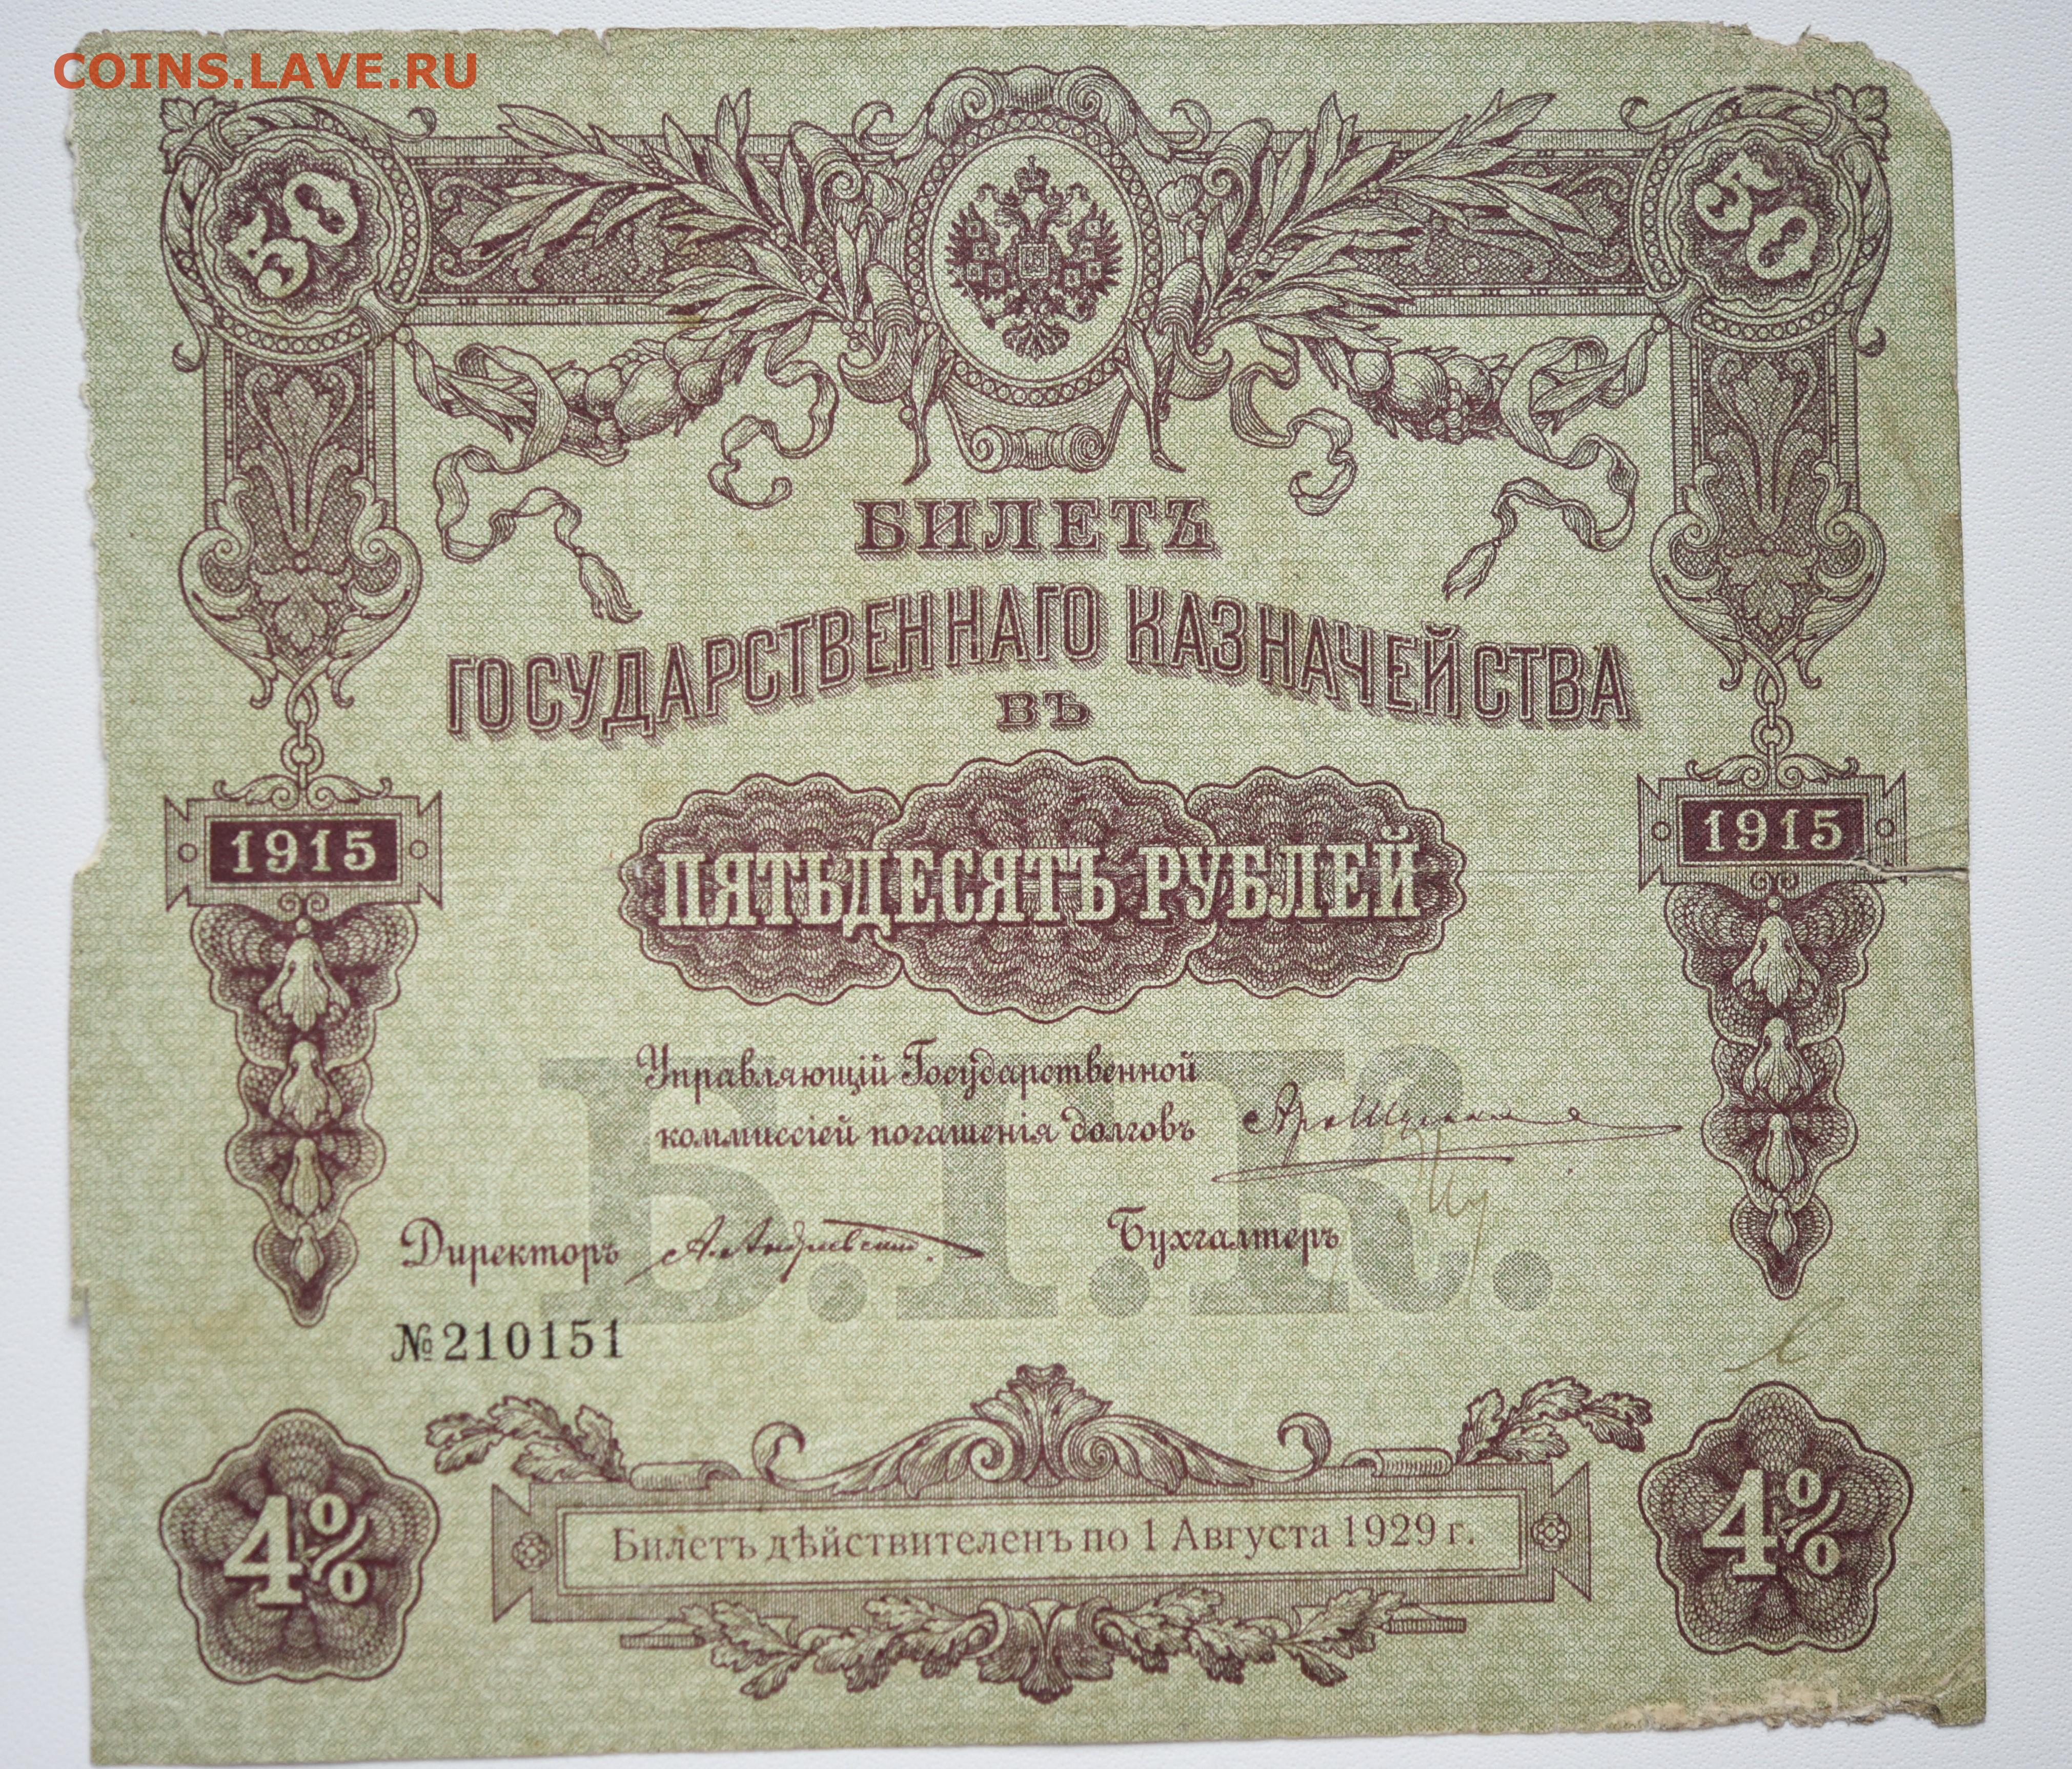 COINS.LAVE.RU
50
50
БИЛЕТЪ
ГОСУДАРСТВЕННАГО КАЗНАЧЕЙСТВА
ВЪ
1915
1915
ПЯТЬДЕСЯТЪ РУБЛЕЙ
Управляющій Государственной
коммиссіей погашенія долговъ
Б.Г.К.
Директоръ
Бухгалтеръ
№210151
4%
Билетъ дѣйствителенъ по 1 Августа 1929 г.
4%